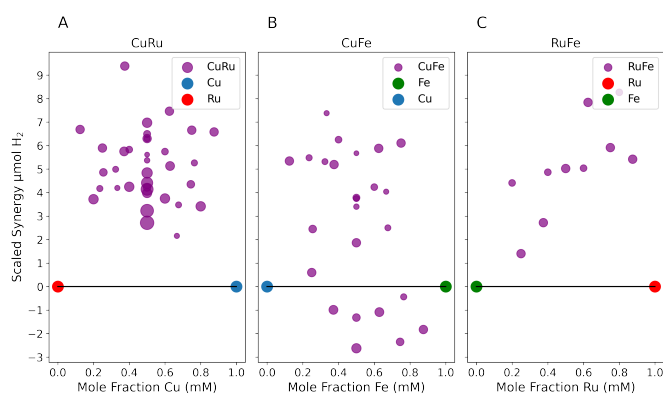 A
B
C
CuRu
CuFe
RuFe
CuRu
Cu
Ru
CuFe
Fe
Cu
RuFe
Ru
Fe
Scaled Synergy μmol H₂
9
8
7
6
5
4
3
2
1
0
−1
−2
−3
0.0 0.2 0.4 0.6 0.8 1.0
0.0 0.2 0.4 0.6 0.8 1.0
0.0 0.2 0.4 0.6 0.8 1.0
Mole Fraction Cu (mM)
Mole Fraction Fe (mM)
Mole Fraction Ru (mM)